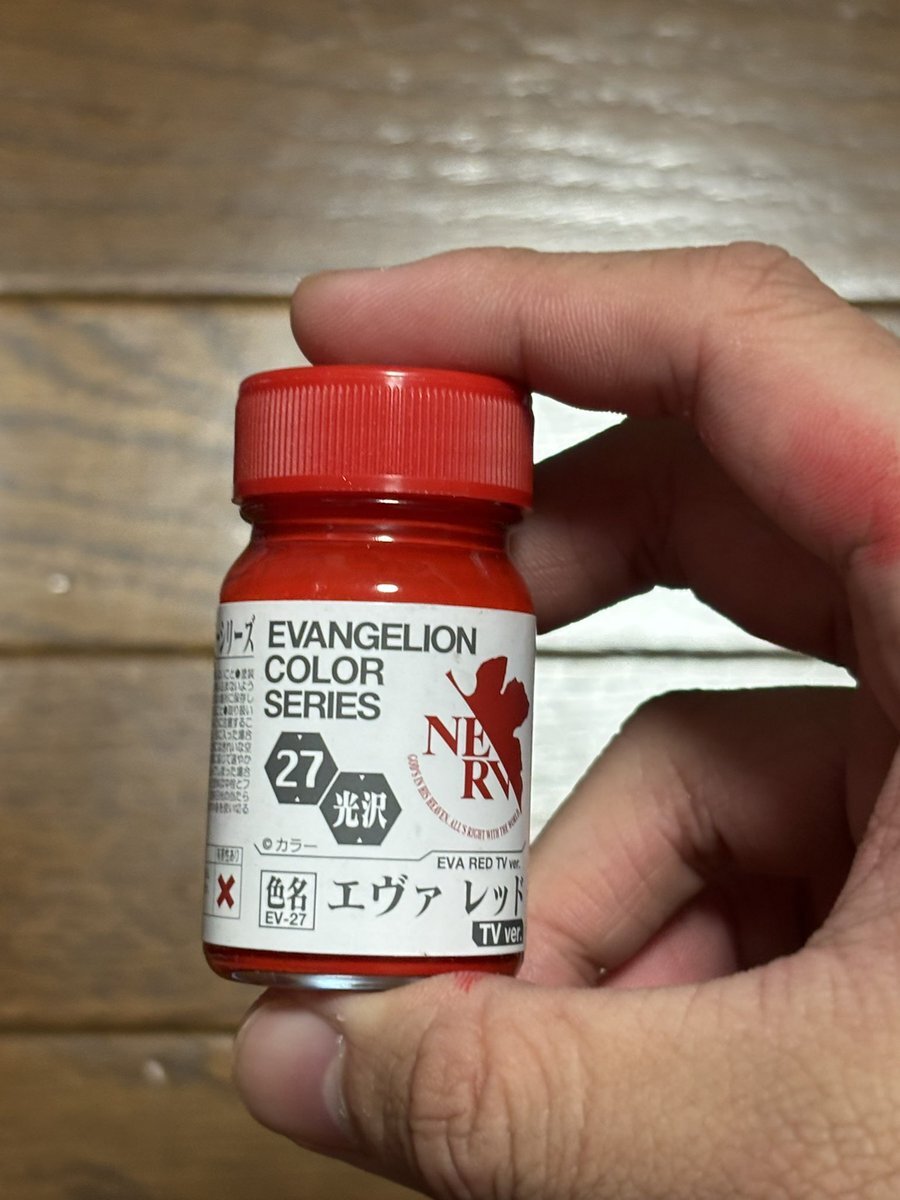 シリーズ
EVANGELION
COLOR
SERIES
27
光沢
NE
RV
GOD'S IN HIS HEAVEN. ALL'S RIGHT WITH THE WORLD
©カラー
EVA RED TV ver.
色名
EV-27
エヴァ レッド
TV ver.